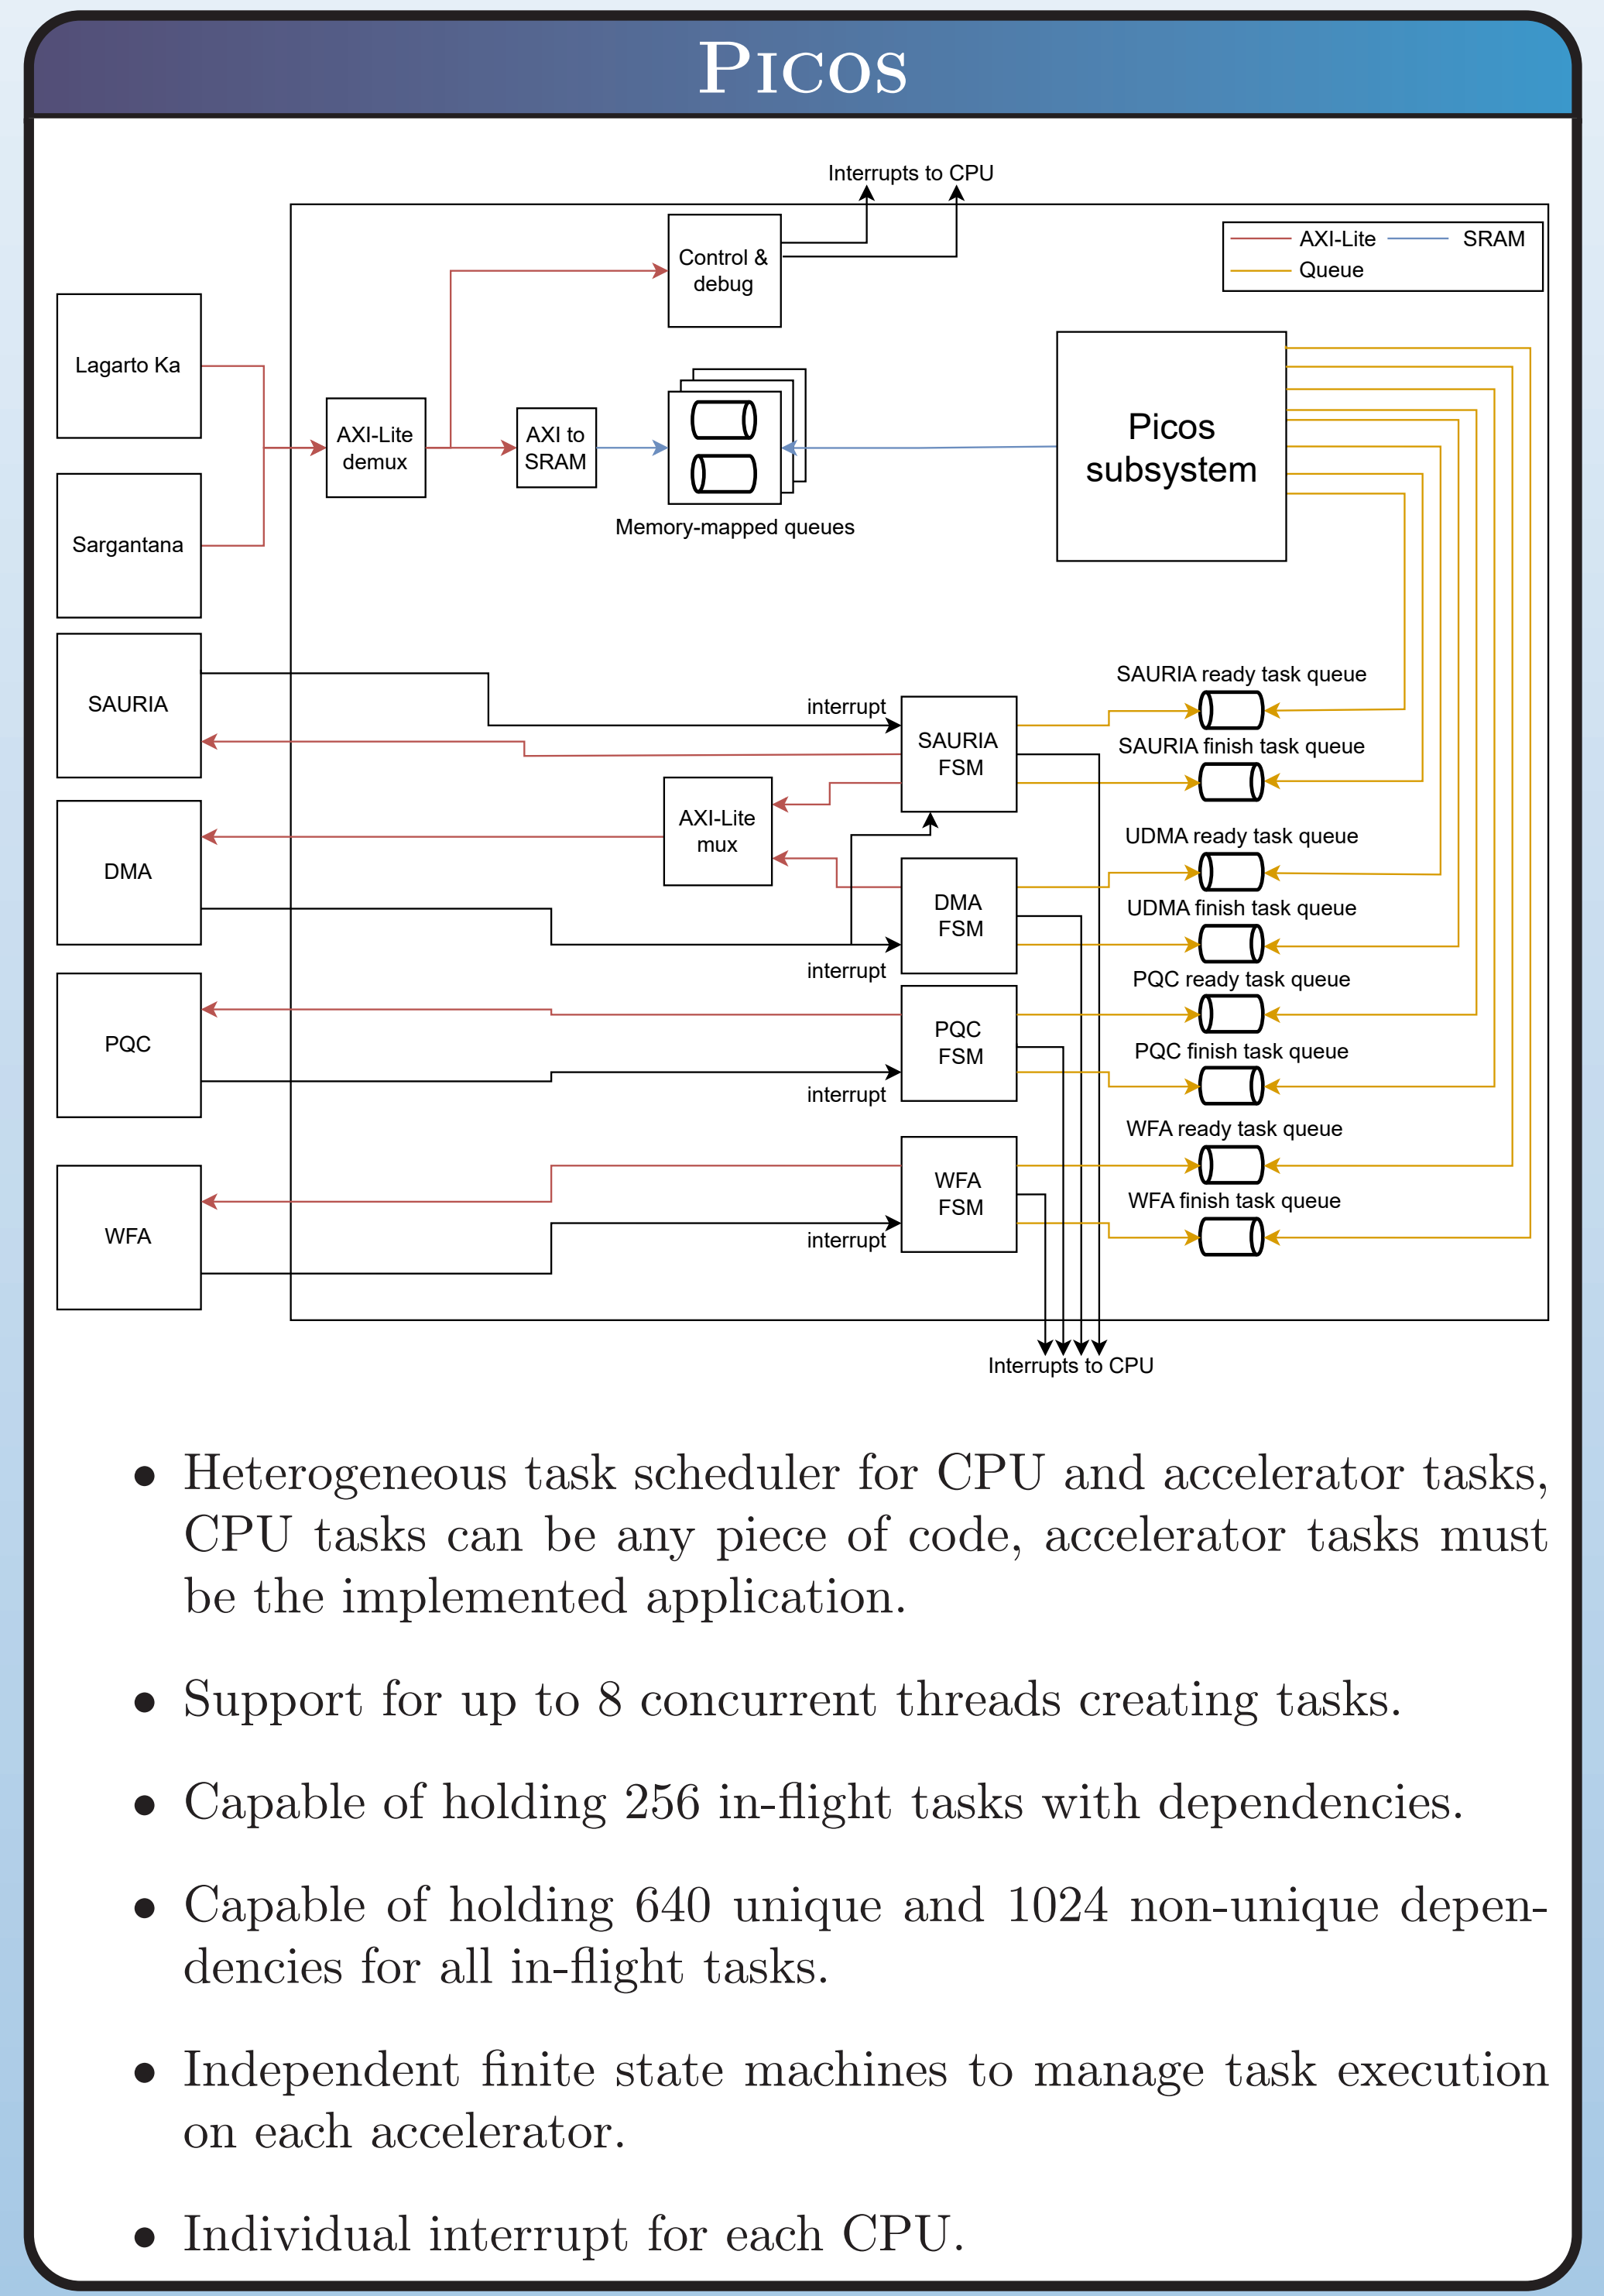 Picos
Interrupts to CPU
AXI-Lite
SRAM
Queue
Control &
debug
Lagarto Ka
AXI-Lite
demux
AXI to
SRAM
Memory-mapped queues
Picos
subsystem
Sargantana
SAURIA
interrupt
SAURIA
FSM
SAURIA ready task queue
SAURIA finish task queue
AXI-Lite
mux
DMA
DMA
FSM
interrupt
UDMA ready task queue
UDMA finish task queue
PQC
PQC
FSM
interrupt
PQC ready task queue
PQC finish task queue
WFA
WFA
FSM
interrupt
WFA ready task queue
WFA finish task queue
Interrupts to CPU
• Heterogeneous task scheduler for CPU and accelerator tasks,
CPU tasks can be any piece of code, accelerator tasks must
be the implemented application.
• Support for up to 8 concurrent threads creating tasks.
• Capable of holding 256 in-flight tasks with dependencies.
• Capable of holding 640 unique and 1024 non-unique depen-
dencies for all in-flight tasks.
• Independent finite state machines to manage task execution
on each accelerator.
• Individual interrupt for each CPU.